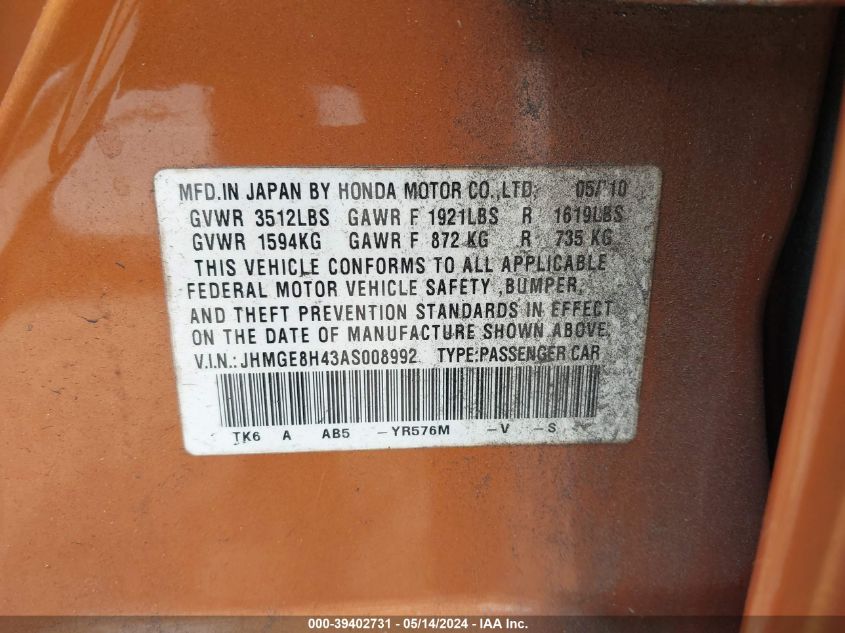 MFD.IN JAPAN BY HONDA MOTOR CO.,LTD. 05/'10
GVWR 3512LBS GAWR F 1921LBS R 1619LBS
GVWR 1594KG GAWR F 872 KG R 735 KG
THIS VEHICLE CONFORMS TO ALL APPLICABLE
FEDERAL MOTOR VEHICLE SAFETY ,BUMPER,
AND THEFT PREVENTION STANDARDS IN EFFECT
ON THE DATE OF MANUFACTURE SHOWN ABOVE.
V.I.N.:JHMGE8H43AS008992 TYPE:PASSENGER CAR
TK6 A AB5 -YR576M -V -S
000-39402731 - 05/14/2024 - IAA Inc.